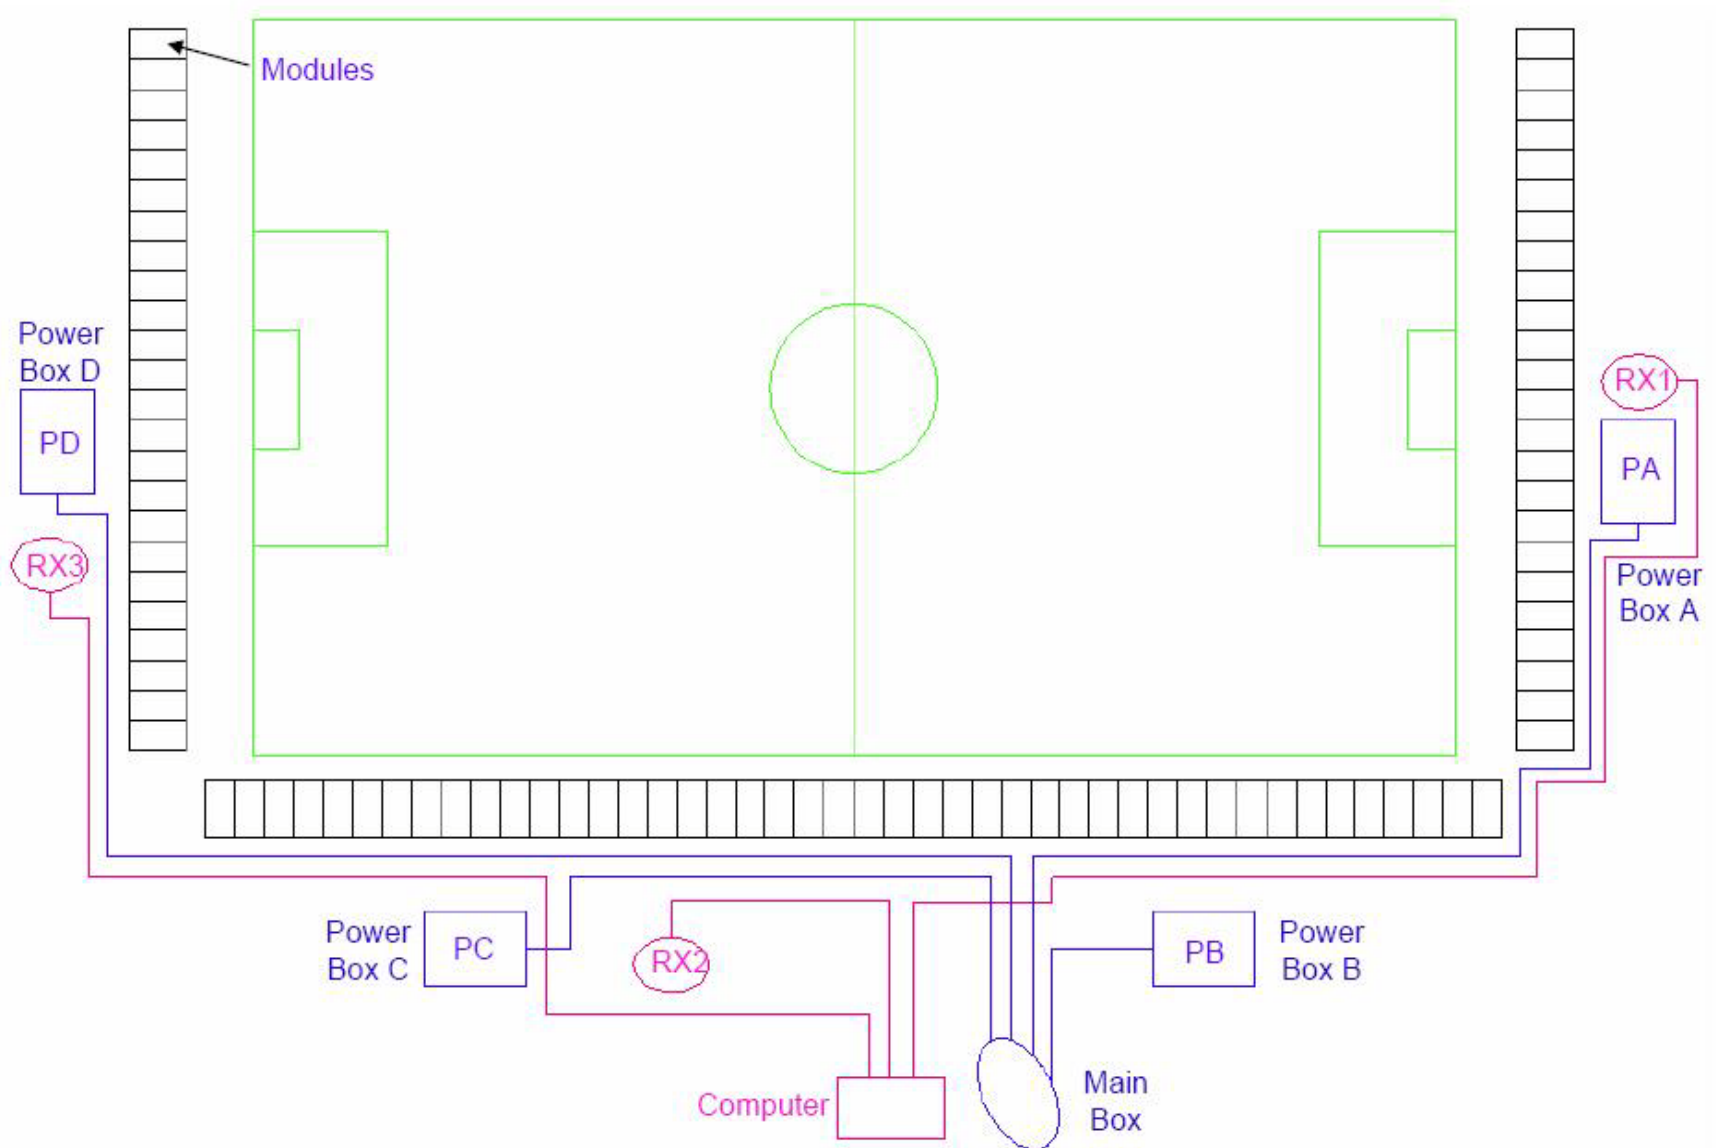 Modules
Power
Box D
PD
RX3
RX1
PA
Power
Box A
Power
Box C
PC
RX2
PB
Power
Box B
Computer
Main
Box